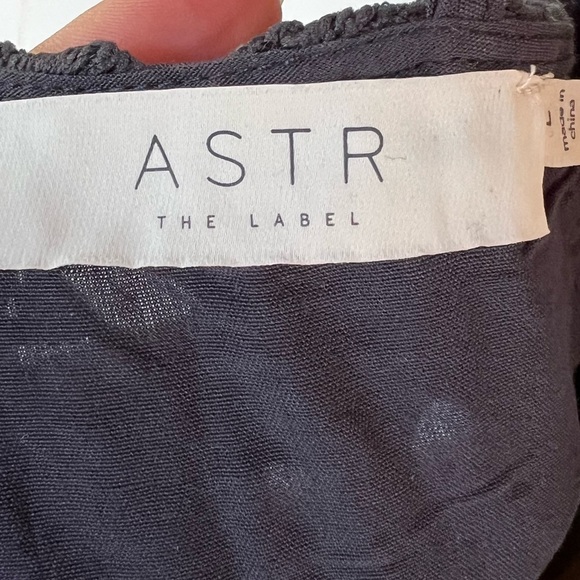 ASTR
THE LABEL
L
made in
china